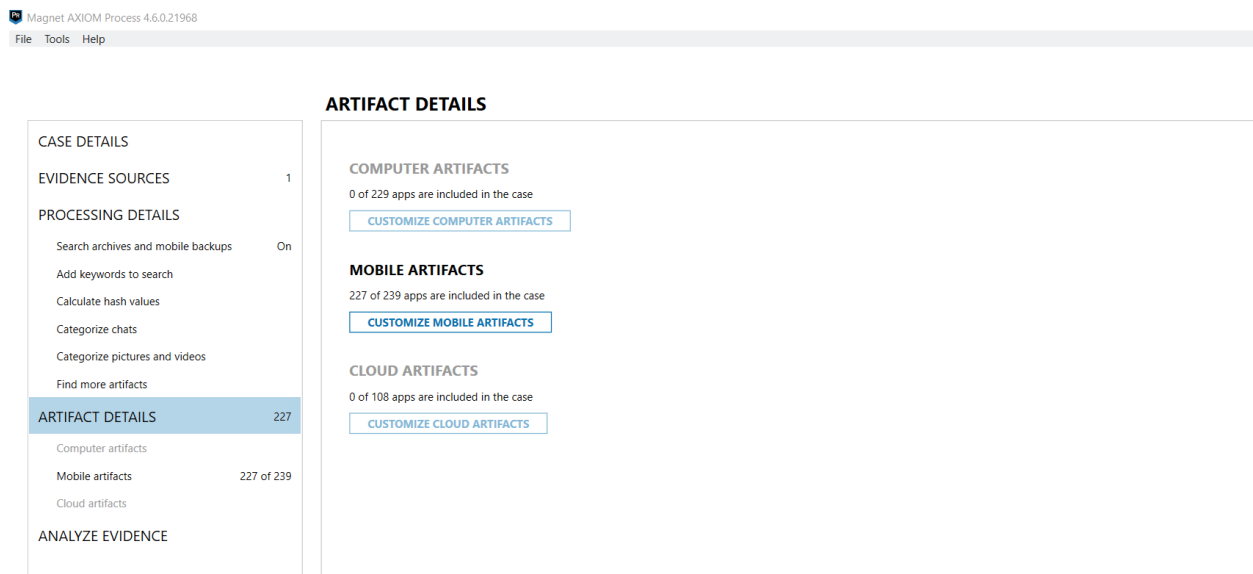 Magnet AXIOM Process 4.6.0.21968
File Tools Help
ARTIFACT DETAILS
CASE DETAILS
EVIDENCE SOURCES 1
PROCESSING DETAILS
Search archives and mobile backups On
Add keywords to search
Calculate hash values
Categorize chats
Categorize pictures and videos
Find more artifacts
ARTIFACT DETAILS 227
Computer artifacts
Mobile artifacts 227 of 239
Cloud artifacts
ANALYZE EVIDENCE
COMPUTER ARTIFACTS
0 of 229 apps are included in the case
CUSTOMIZE COMPUTER ARTIFACTS
MOBILE ARTIFACTS
227 of 239 apps are included in the case
CUSTOMIZE MOBILE ARTIFACTS
CLOUD ARTIFACTS
0 of 108 apps are included in the case
CUSTOMIZE CLOUD ARTIFACTS